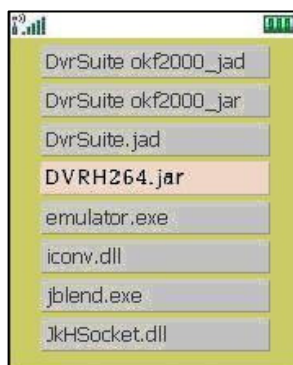 DvrSuite okf2000_jad
DvrSuite okf2000_jar
DvrSuite.jad
DVRH264.jar
emulator.exe
iconv.dll
jblend.exe
JkHSocket.dll